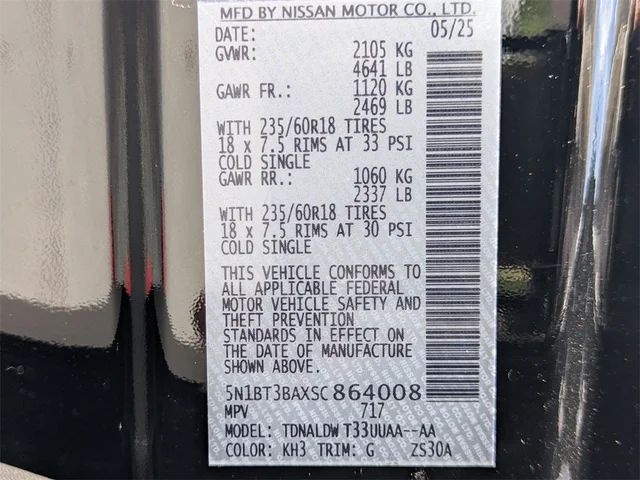 MFD BY NISSAN MOTOR CO., LTD.
DATE: 05/25
GVWR: 2105 KG
4641 LB
GAWR FR.: 1120 KG
2469 LB
WITH 235/60R18 TIRES
18 x 7.5 RIMS AT 33 PSI
COLD SINGLE
GAWR RR.: 1060 KG
2337 LB
WITH 235/60R18 TIRES
18 x 7.5 RIMS AT 30 PSI
COLD SINGLE
THIS VEHICLE CONFORMS TO
ALL APPLICABLE FEDERAL
MOTOR VEHICLE SAFETY AND
THEFT PREVENTION
STANDARDS IN EFFECT ON
THE DATE OF MANUFACTURE
SHOWN ABOVE.
5N1BT3BAXSC864008
MPV 717
MODEL: TDNALDW T33UUAA--AA
COLOR: KH3 TRIM: G ZS30A